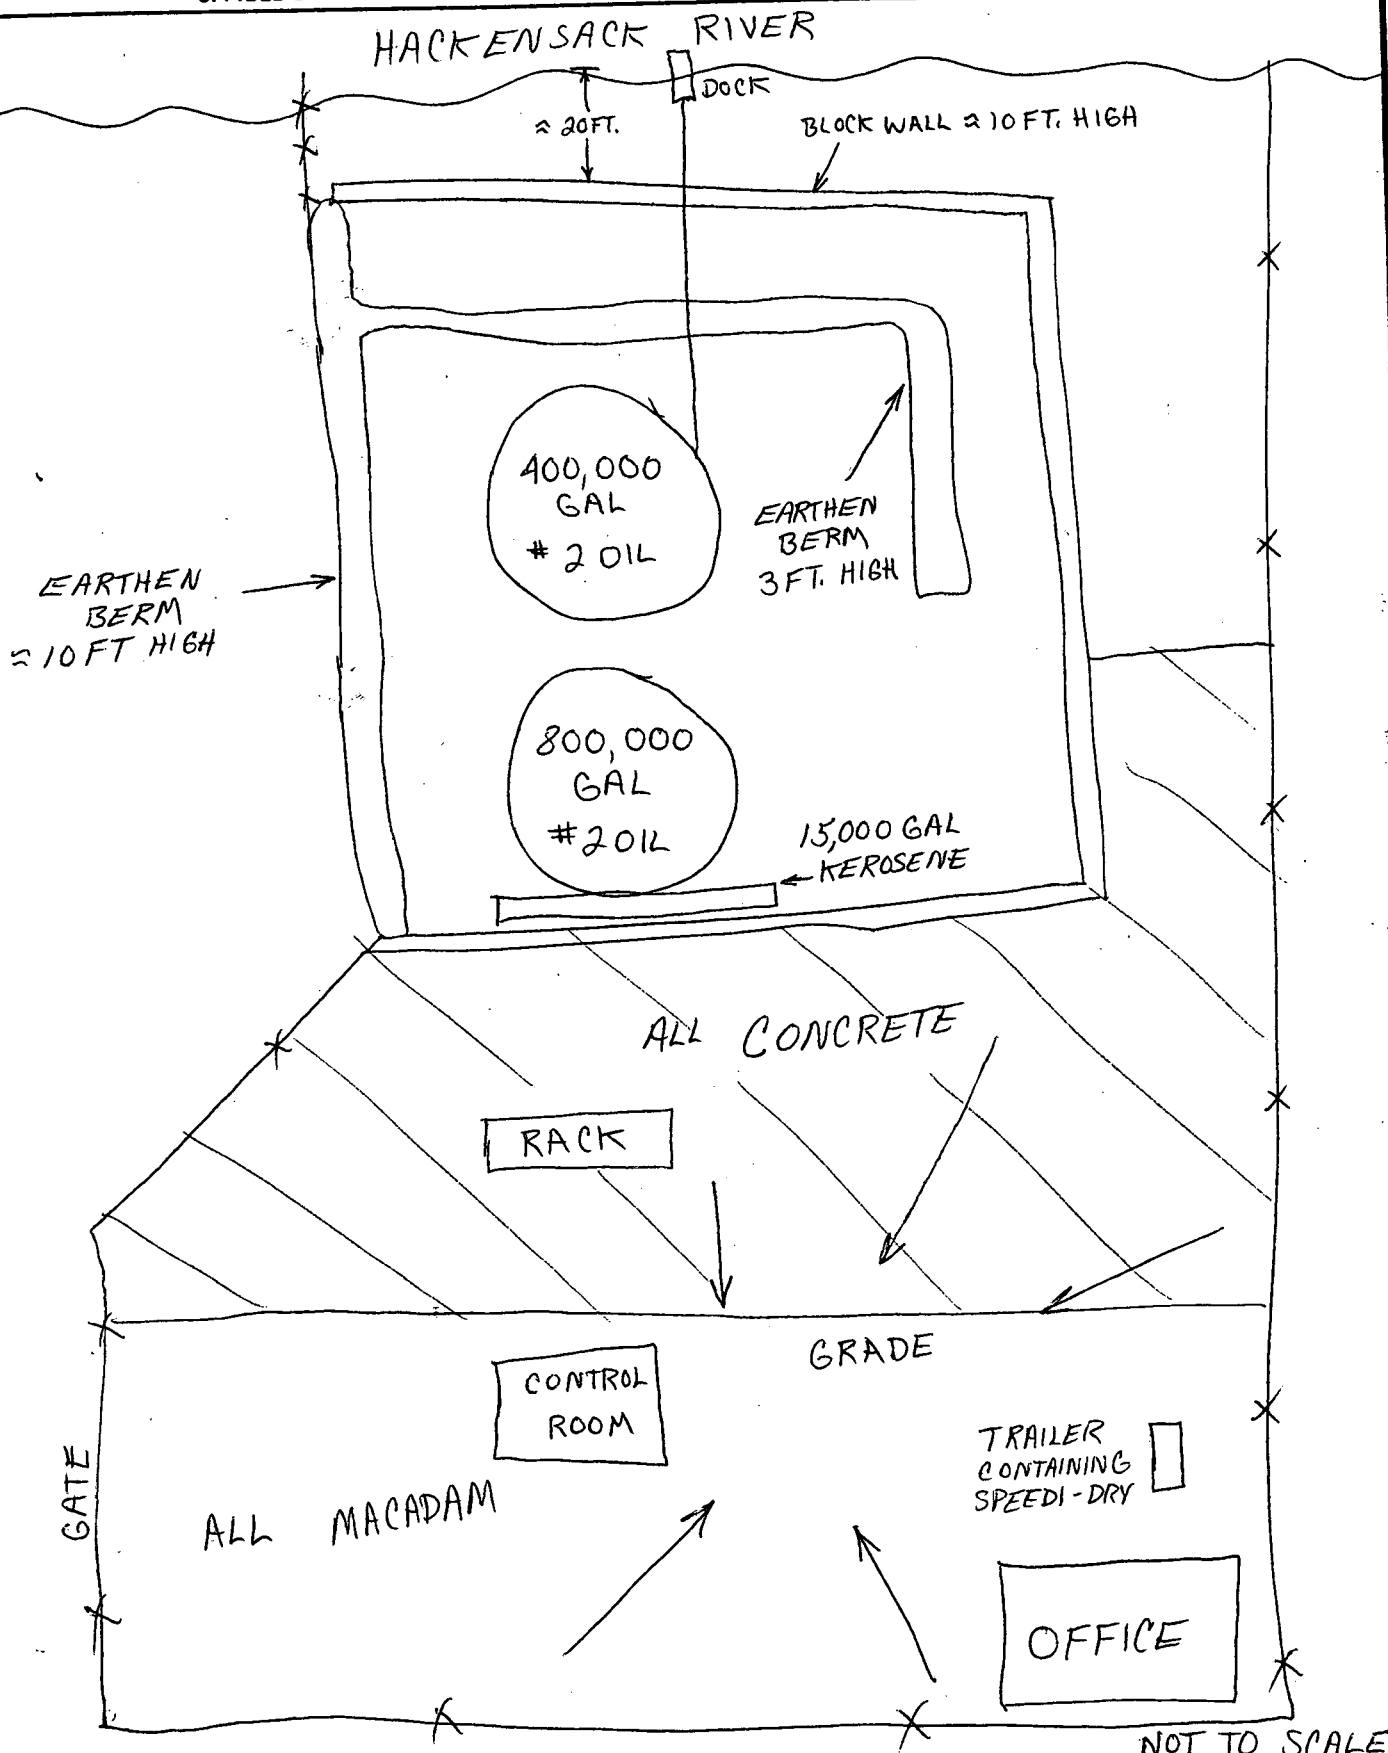 HACKENSACK RIVER
DOCK
≈ 20FT.
BLOCK WALL ≈ 10 FT. HIGH
400,000
GAL
# 2 OIL
EARTHEN
BERM
3 FT. HIGH
EARTHEN
BERM
≈ 10 FT HIGH
800,000
GAL
#2 OIL
15,000 GAL
KEROSENE
ALL CONCRETE
RACK
GRADE
CONTROL
ROOM
TRAILER
CONTAINING
SPEEDI-DRY
GATE
ALL MACADAM
OFFICE
NOT TO SCALE